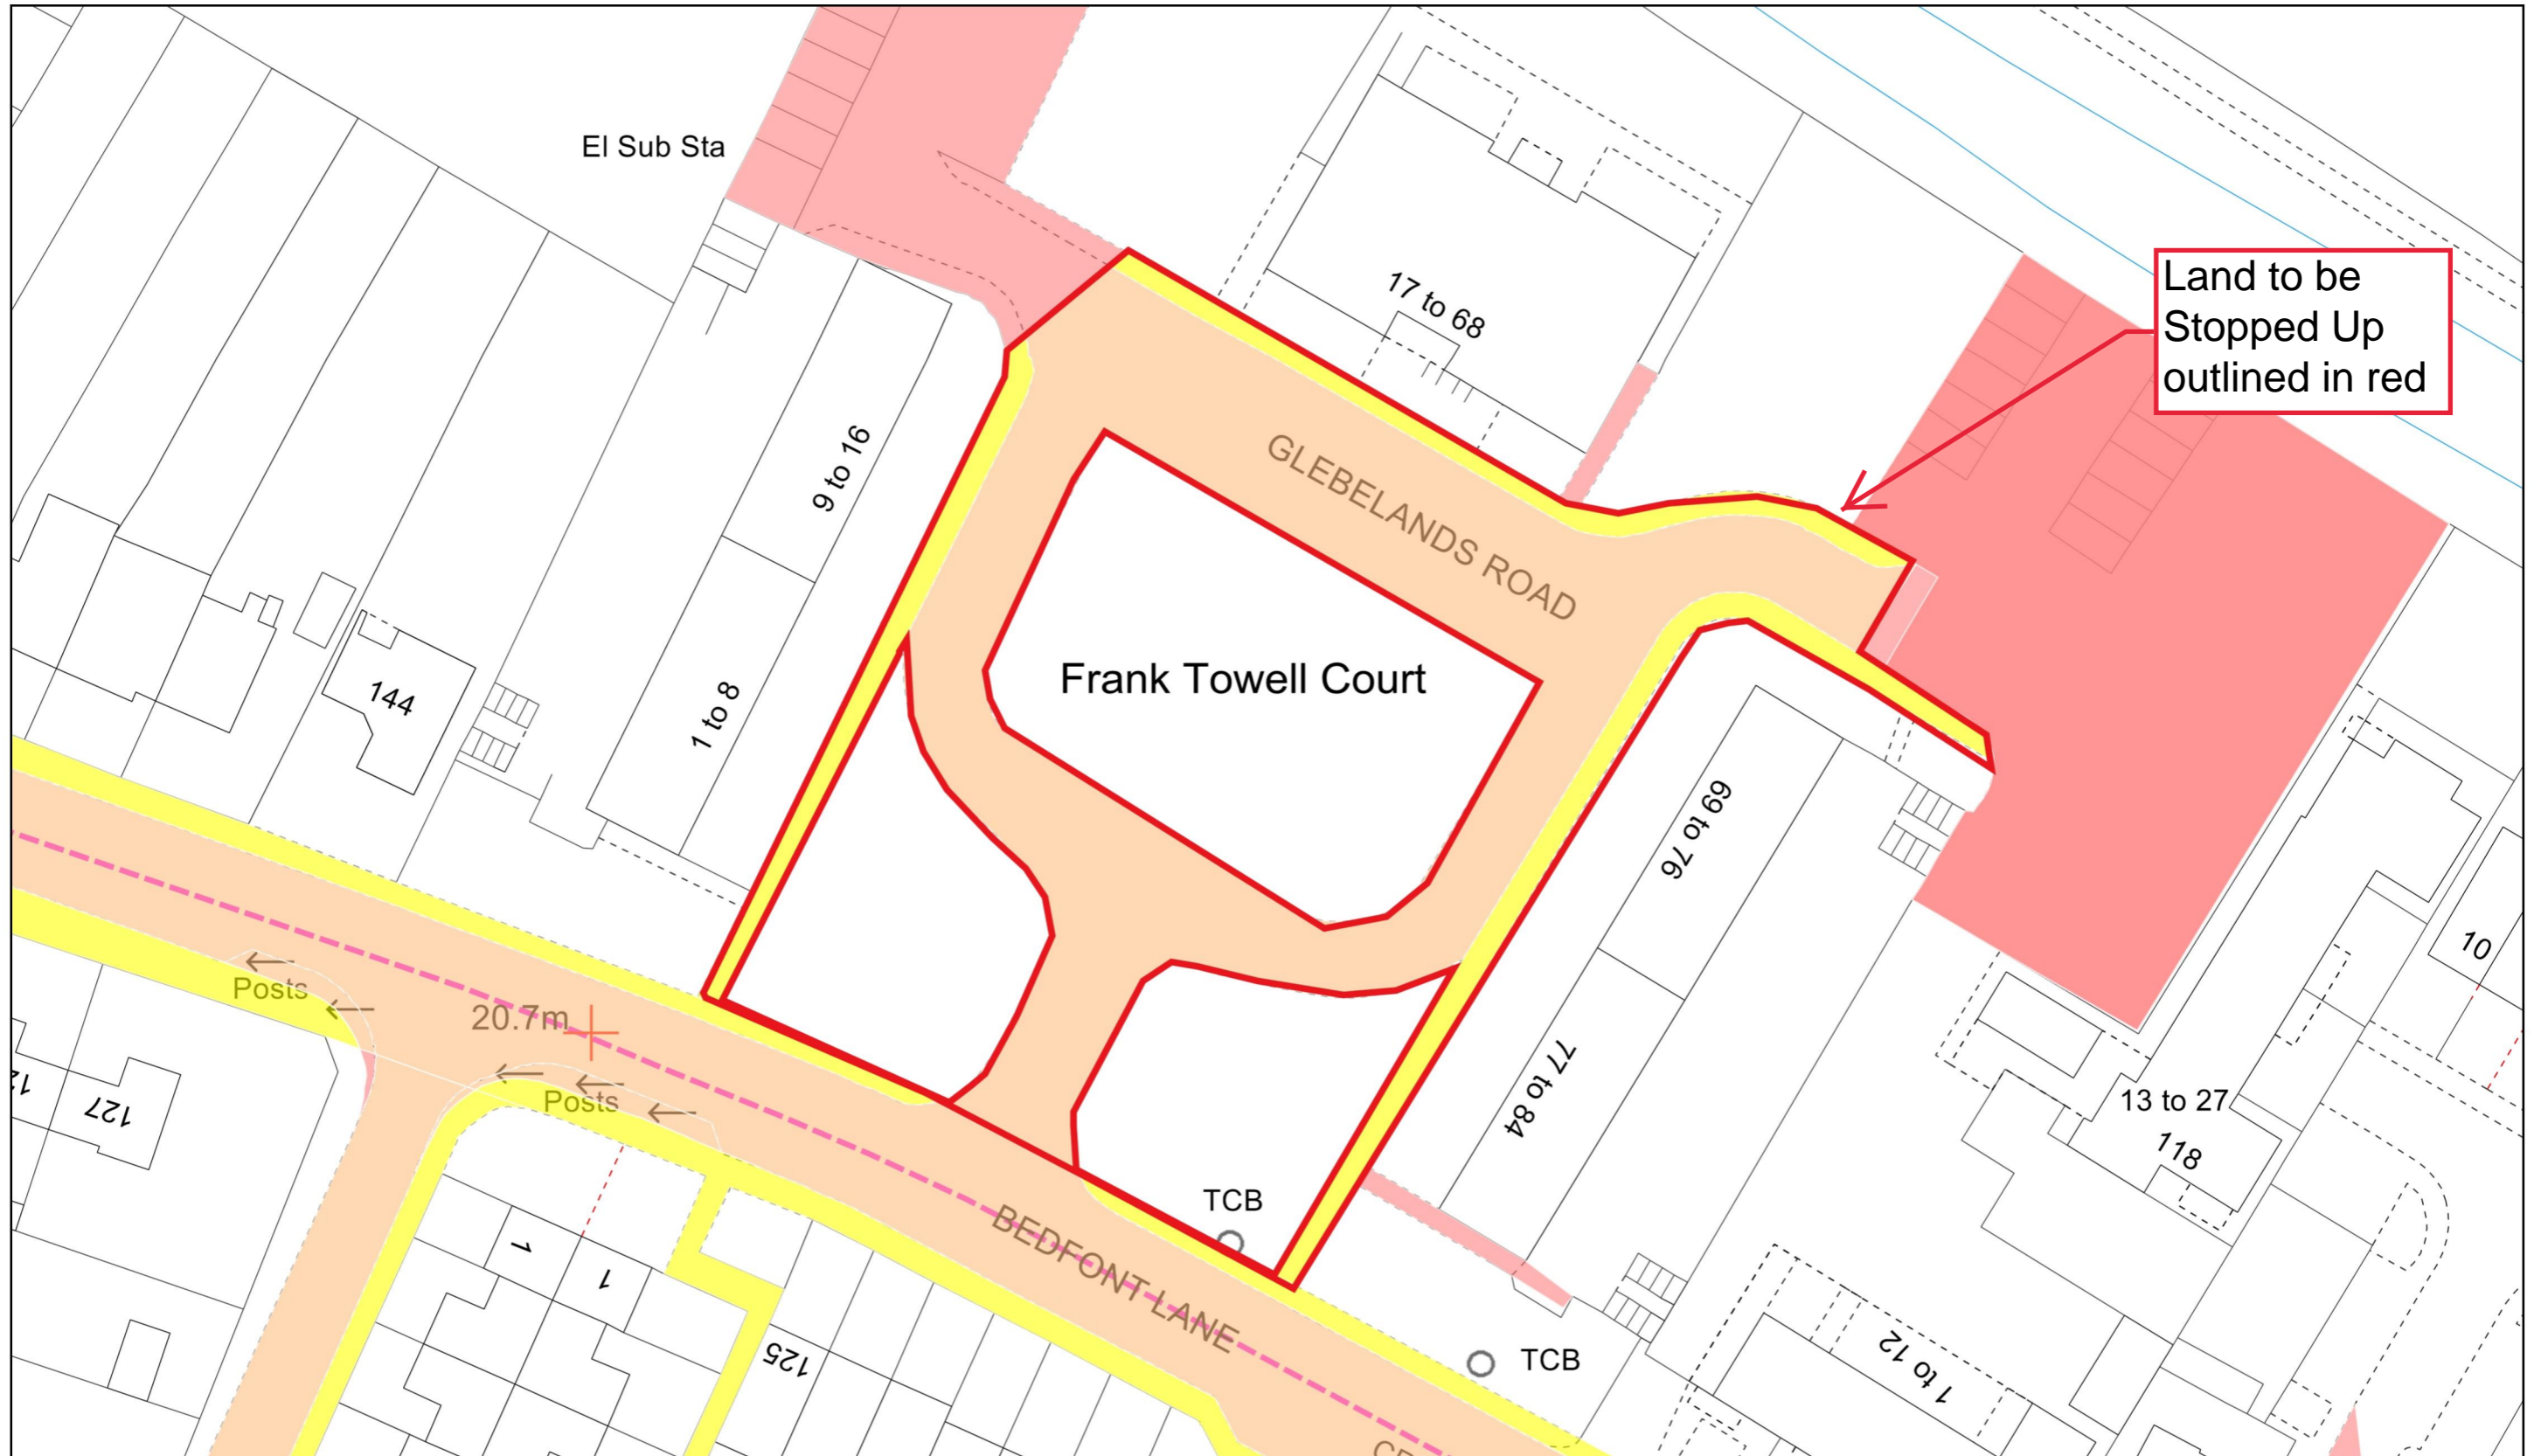 El Sub Sta
Land to be
Stopped Up
outlined in red
17 to 68
9 to 16
GLEBELANDS ROAD
Frank Towell Court
144
1 to 8
69 to 76
10
Posts
20.7m
77 to 84
127
Posts
13 to 27
118
TCB
BEDFONT LANE
1
1
125
TCB
1 to 12